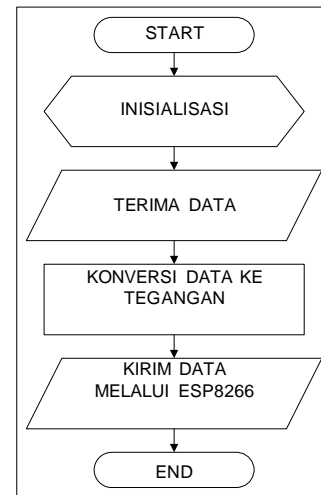 START
INISIALISASI
TERIMA DATA
KONVERSI DATA KE
TEGANGAN
KIRIM DATA
MELALUI ESP8266
END